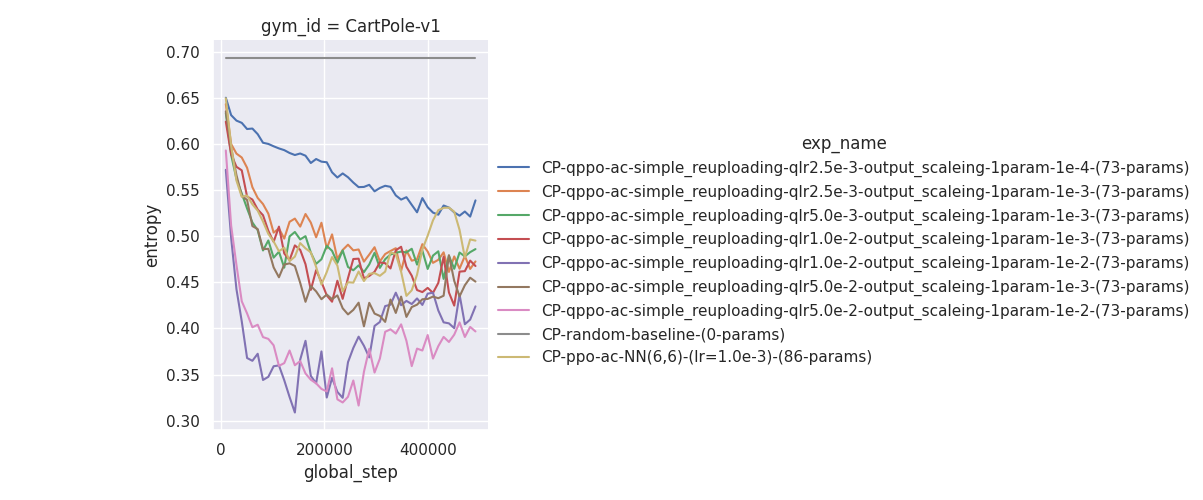 gym_id = CartPole-v1
entropy
0.70
0.65
0.60
0.55
0.50
0.45
0.40
0.35
0.30
0
200000
400000
global_step
exp_name
CP-qppo-ac-simple_reuploading-qlr2.5e-3-output_scaleing-1param-1e-4-(73-params)
CP-qppo-ac-simple_reuploading-qlr2.5e-3-output_scaleing-1param-1e-3-(73-params)
CP-qppo-ac-simple_reuploading-qlr5.0e-3-output_scaleing-1param-1e-3-(73-params)
CP-qppo-ac-simple_reuploading-qlr1.0e-2-output_scaleing-1param-1e-3-(73-params)
CP-qppo-ac-simple_reuploading-qlr1.0e-2-output_scaleing-1param-1e-2-(73-params)
CP-qppo-ac-simple_reuploading-qlr5.0e-2-output_scaleing-1param-1e-3-(73-params)
CP-qppo-ac-simple_reuploading-qlr5.0e-2-output_scaleing-1param-1e-2-(73-params)
CP-random-baseline-(0-params)
CP-ppo-ac-NN(6,6)-(lr=1.0e-3)-(86-params)